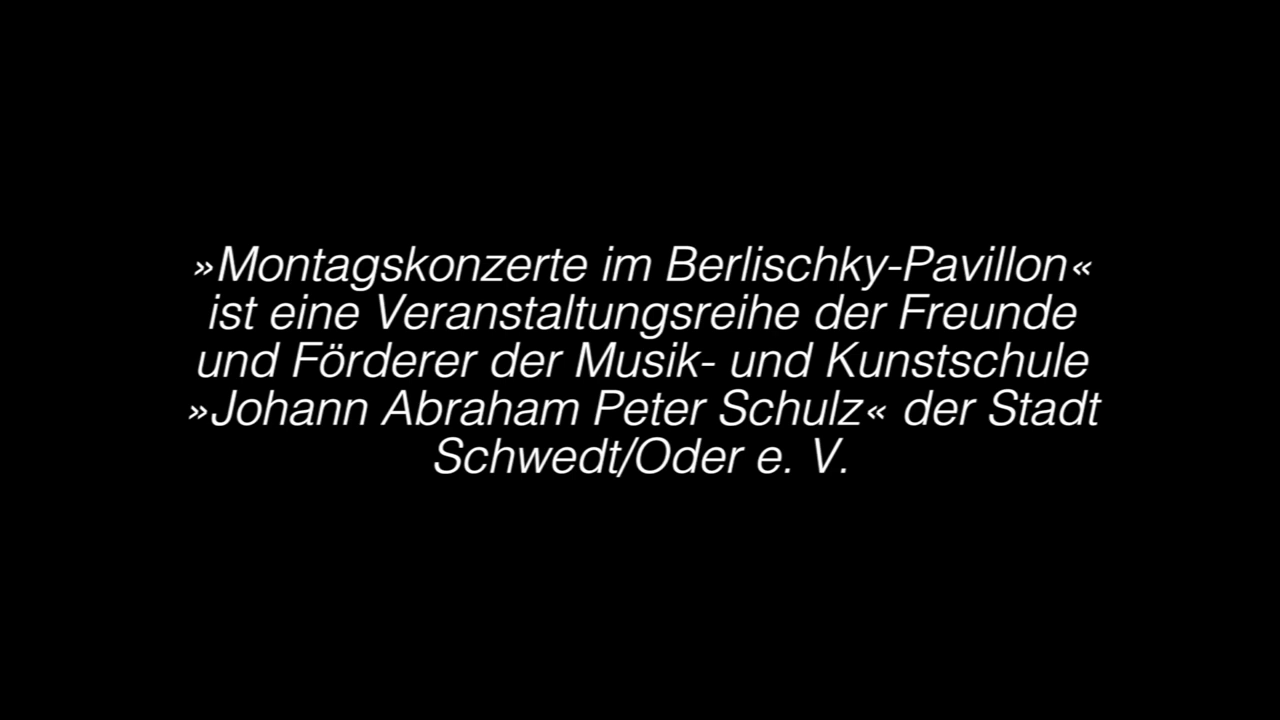 »Montagskonzerte im Berlischky-Pavillon«
ist eine Veranstaltungsreihe der Freunde
und Förderer der Musik- und Kunstschule
»Johann Abraham Peter Schulz« der Stadt
Schwedt/Oder e. V.